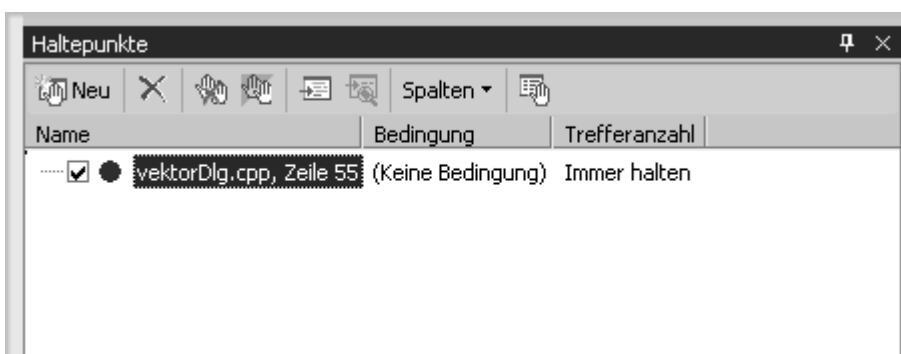 Haltepunkte
Neu Spalten
Name Bedingung Trefferanzahl
vektorDlg.cpp, Zeile 55 (Keine Bedingung) Immer halten